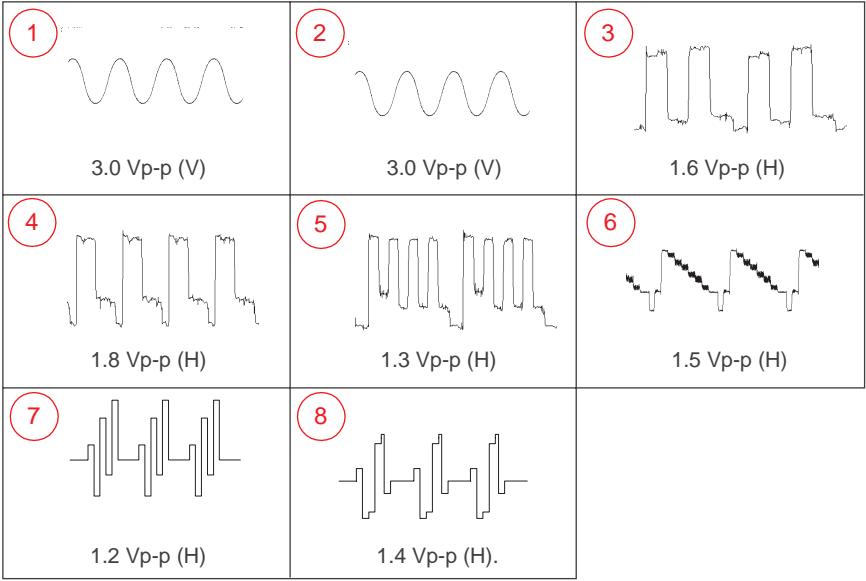 1
2
3
3.0 Vp-p (V)
3.0 Vp-p (V)
1.6 Vp-p (H)
4
5
6
1.8 Vp-p (H)
1.3 Vp-p (H)
1.5 Vp-p (H)
7
8
1.2 Vp-p (H)
1.4 Vp-p (H).